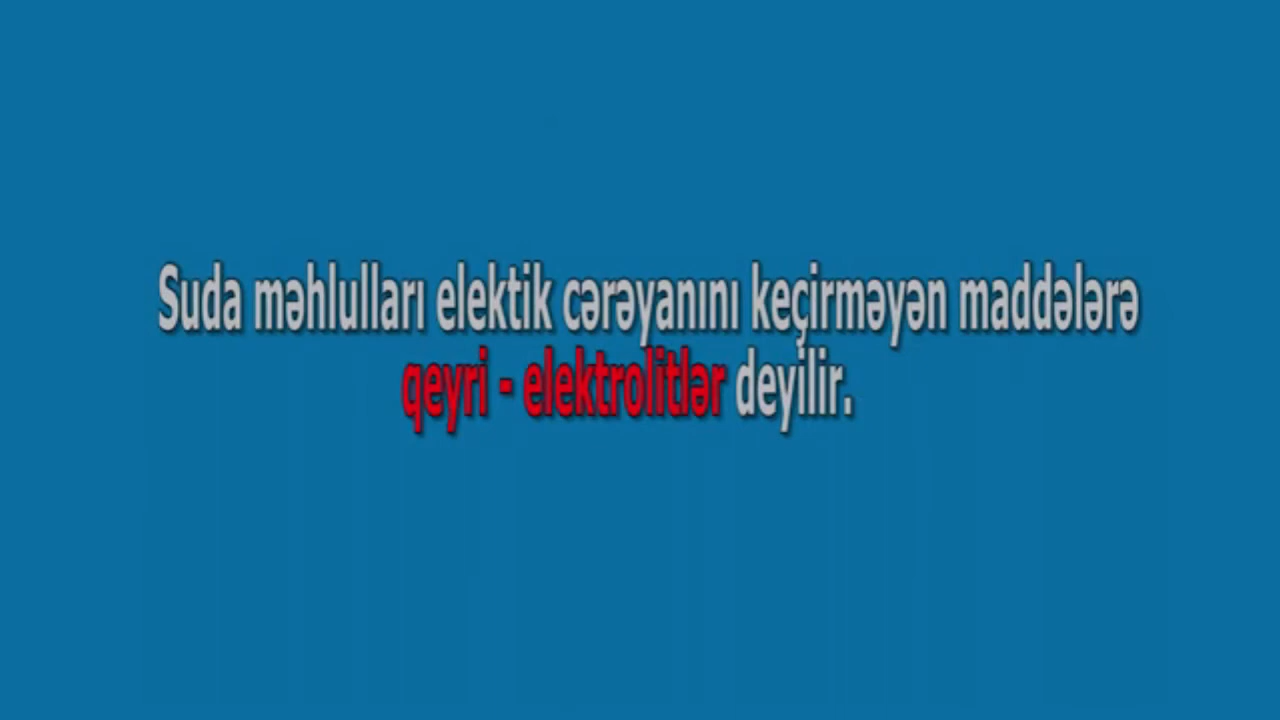 Suda məhlulları elektik cərəyanını keçirməyən maddələrə
qeyri - elektrolitlər deyilir.